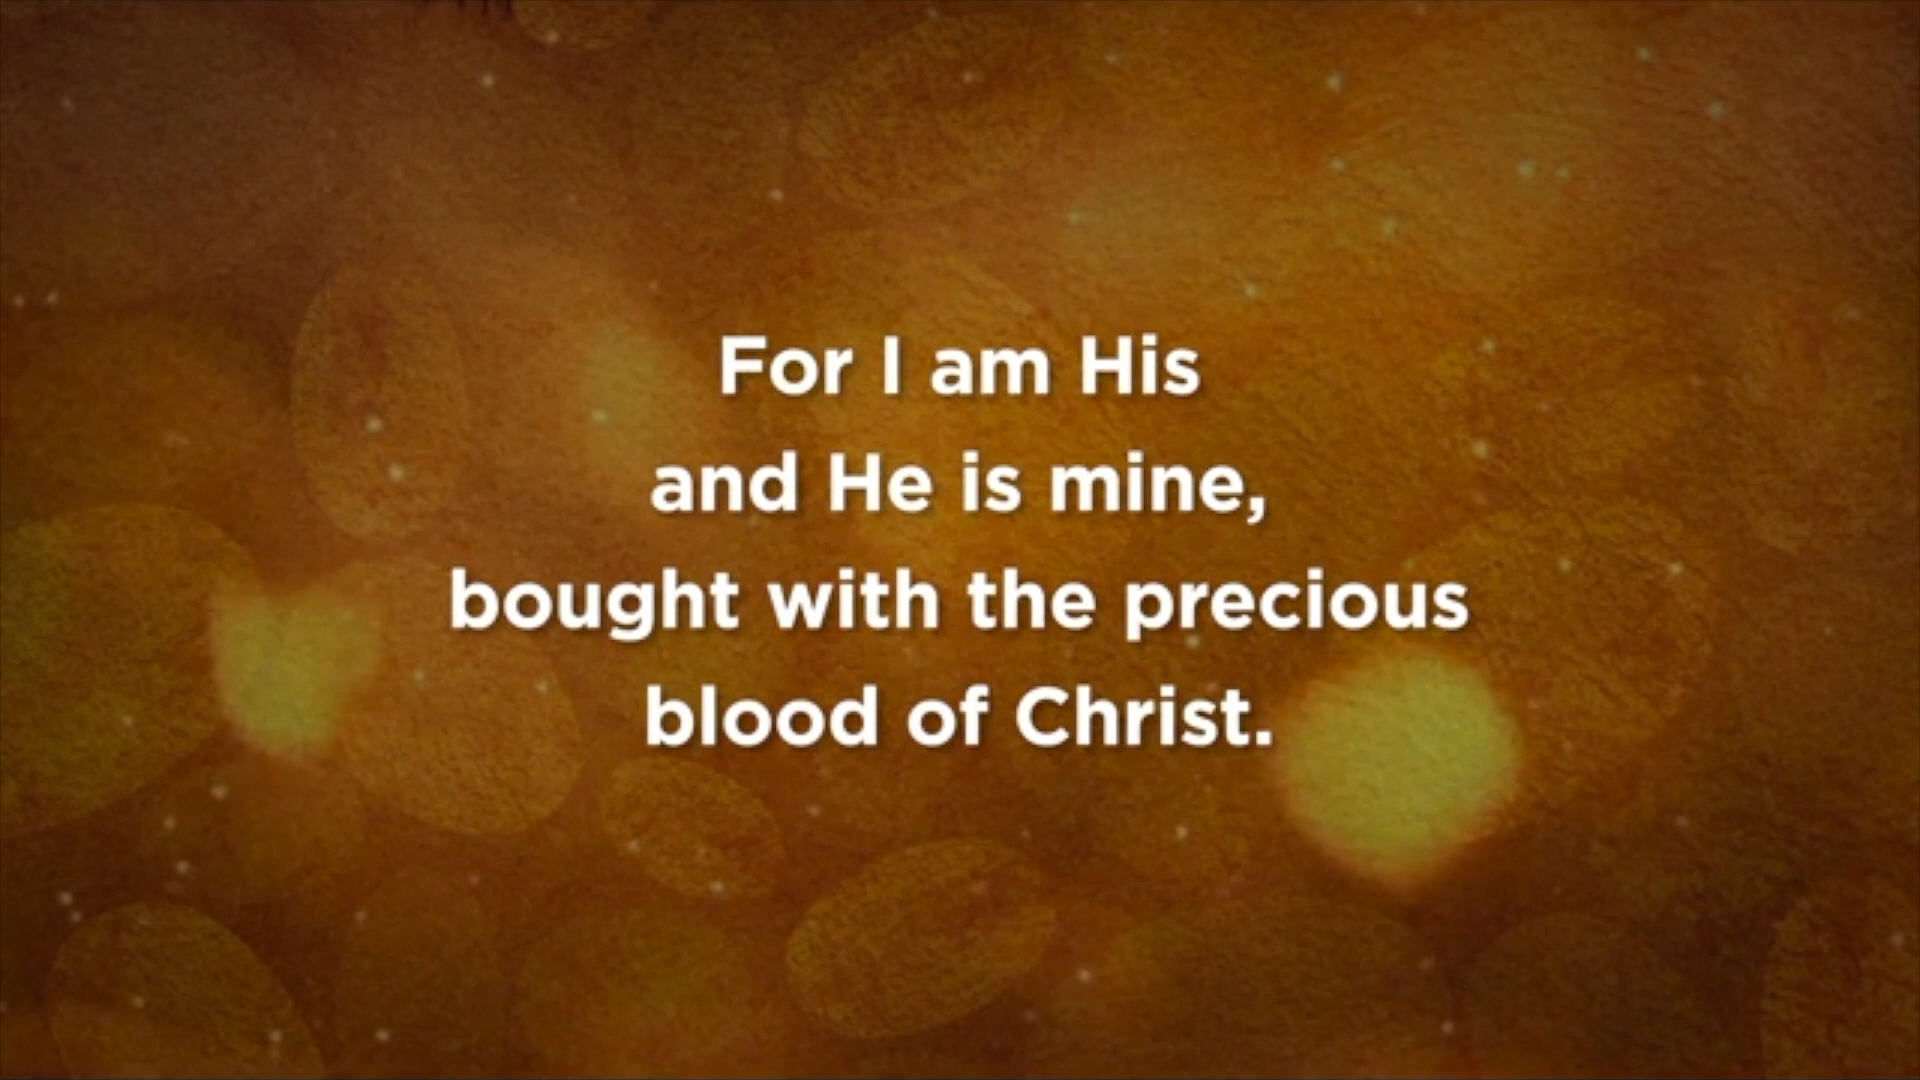 For I am His
and He is mine,
bought with the precious
blood of Christ.